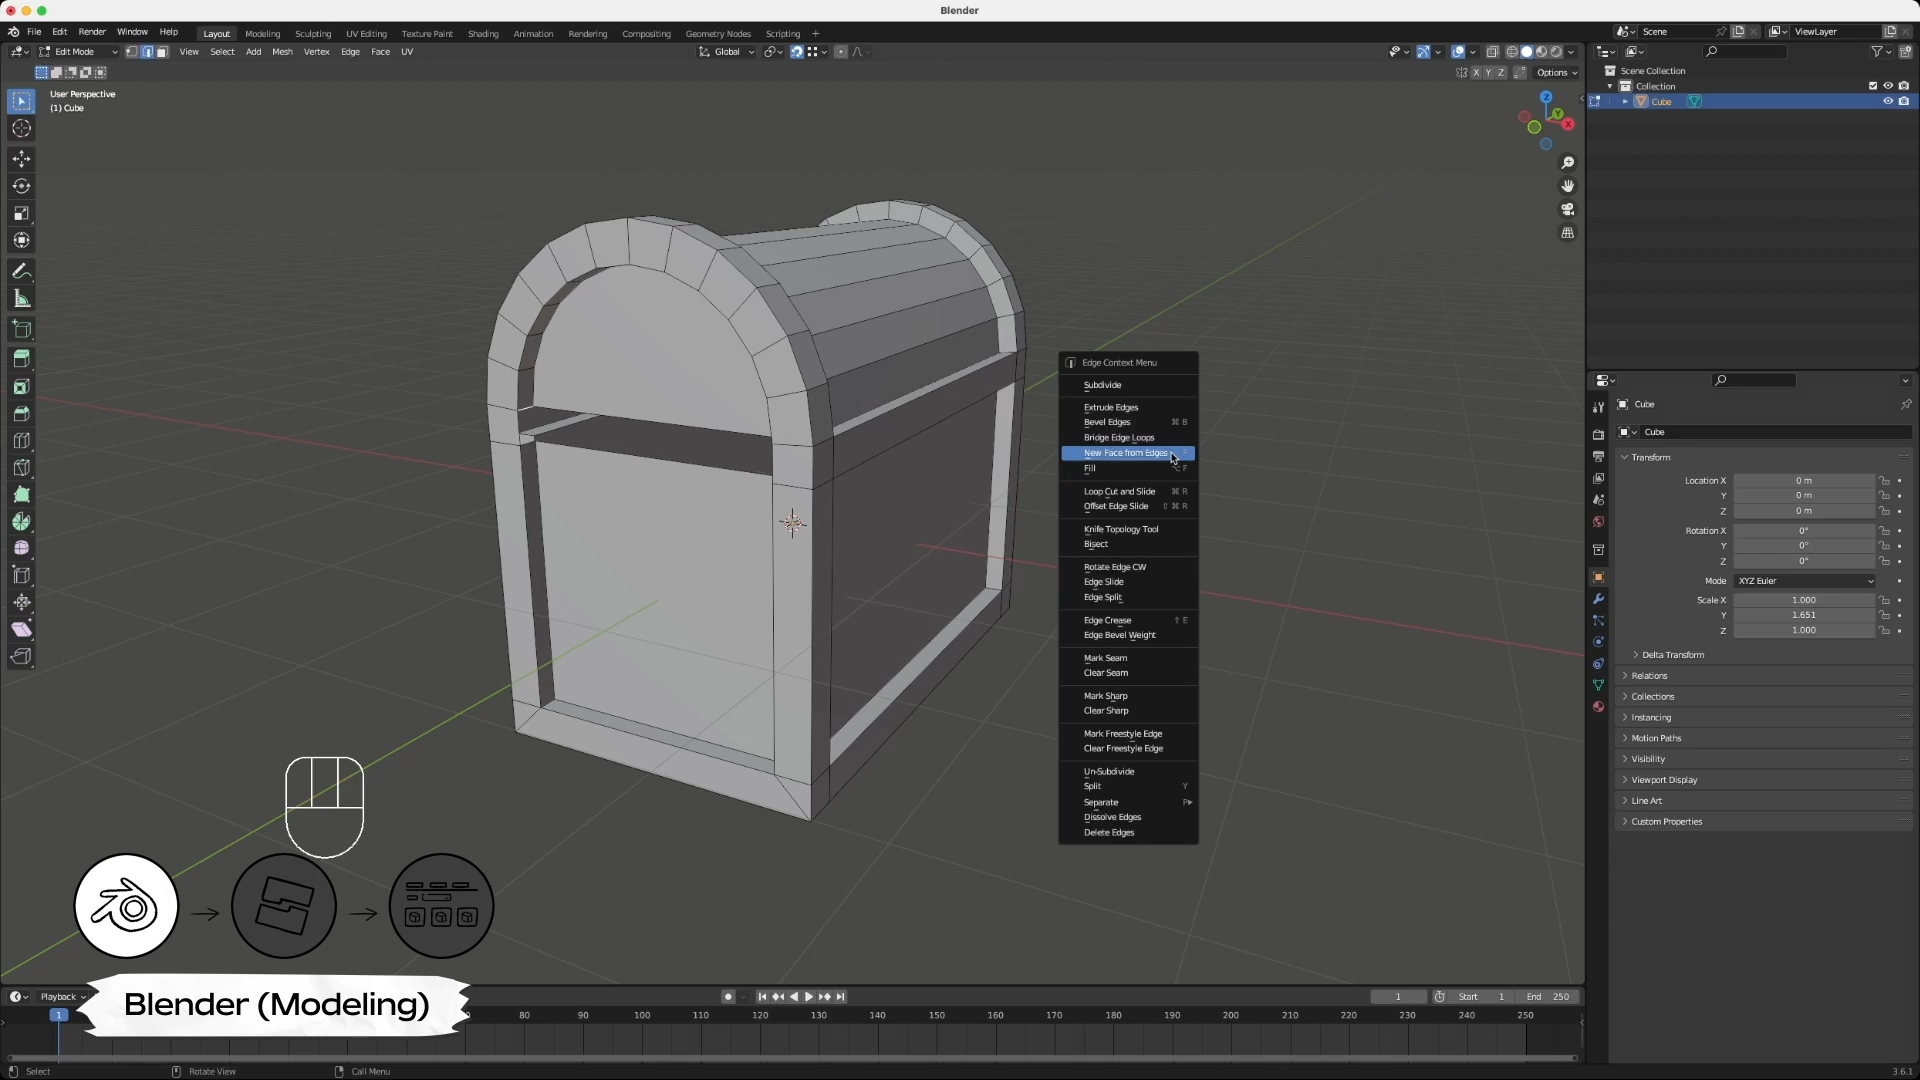 Blender
File Edit Render Window Help Layout Modeling Sculpting UV Editing Texture Paint Shading Animation Rendering Compositing Geometry Nodes Scripting +
Scene
ViewLayer
Edit Mode View Select Add Mesh Vertex Edge Face UV
Global
X Y Z Options
User Perspective
(1) Cube
Z
Y
X
Scene Collection
Collection
Cube
Edge Context Menu
Subdivide
Extrude Edges
Bevel Edges ⌘ B
Bridge Edge Loops
New Face from Edges F
Fill ⌥ F
Loop Cut and Slide ⌘ R
Offset Edge Slide ⇧ ⌘ R
Knife Topology Tool
Bisect
Rotate Edge CW
Edge Slide
Edge Split
Edge Crease ⇧ E
Edge Bevel Weight
Mark Seam
Clear Seam
Mark Sharp
Clear Sharp
Mark Freestyle Edge
Clear Freestyle Edge
Un-Subdivide
Split Y
Separate P
Dissolve Edges
Delete Edges
Cube
Cube
Transform
Location X 0 m
Y 0 m
Z 0 m
Rotation X 0°
Y 0°
Z 0°
Mode XYZ Euler
Scale X 1.000
Y 1.651
Z 1.000
Delta Transform
Relations
Collections
Instancing
Motion Paths
Visibility
Viewport Display
Line Art
Custom Properties
Blender (Modeling)
Playback
1 Start 1 End 250
1 80 90 100 110 120 130 140 150 160 170 180 190 200 210 220 230 240 250
Select Rotate View Call Menu
3.6.1